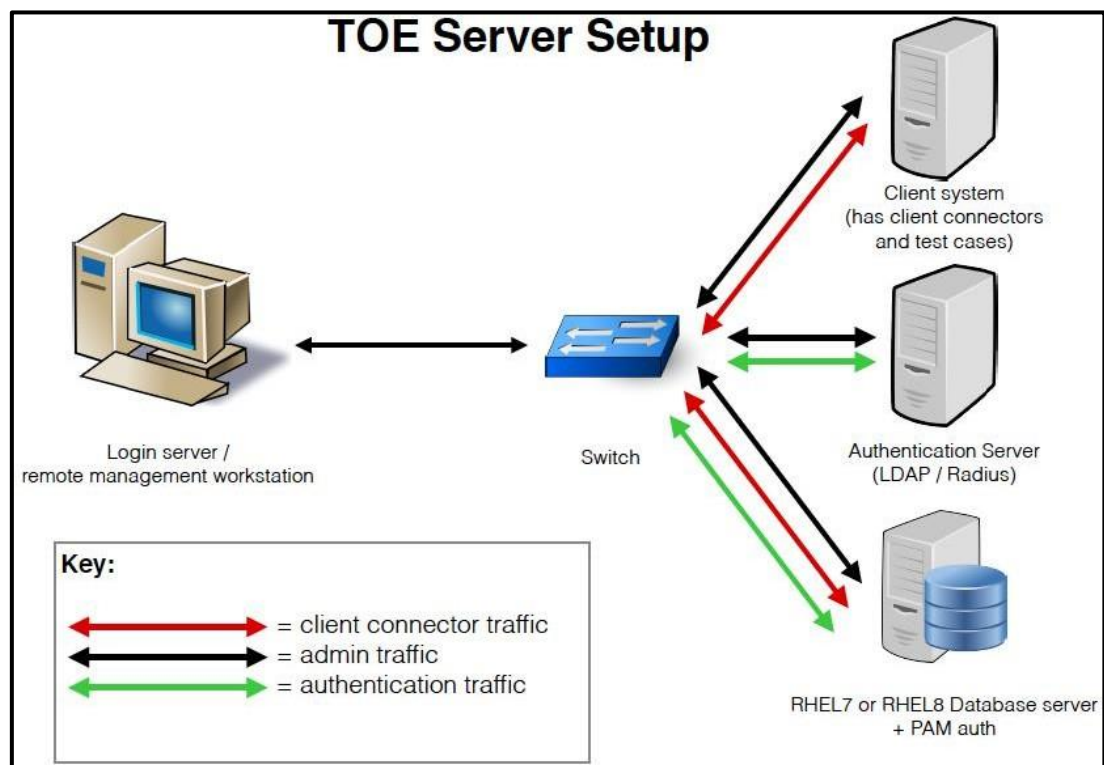 TOE Server Setup
Client system
(has client connectors
and test cases)
Login server /
remote management workstation
Switch
Authentication Server
(LDAP / Radius)
Key:
= client connector traffic
= admin traffic
= authentication traffic
RHEL7 or RHEL8 Database server
+ PAM auth